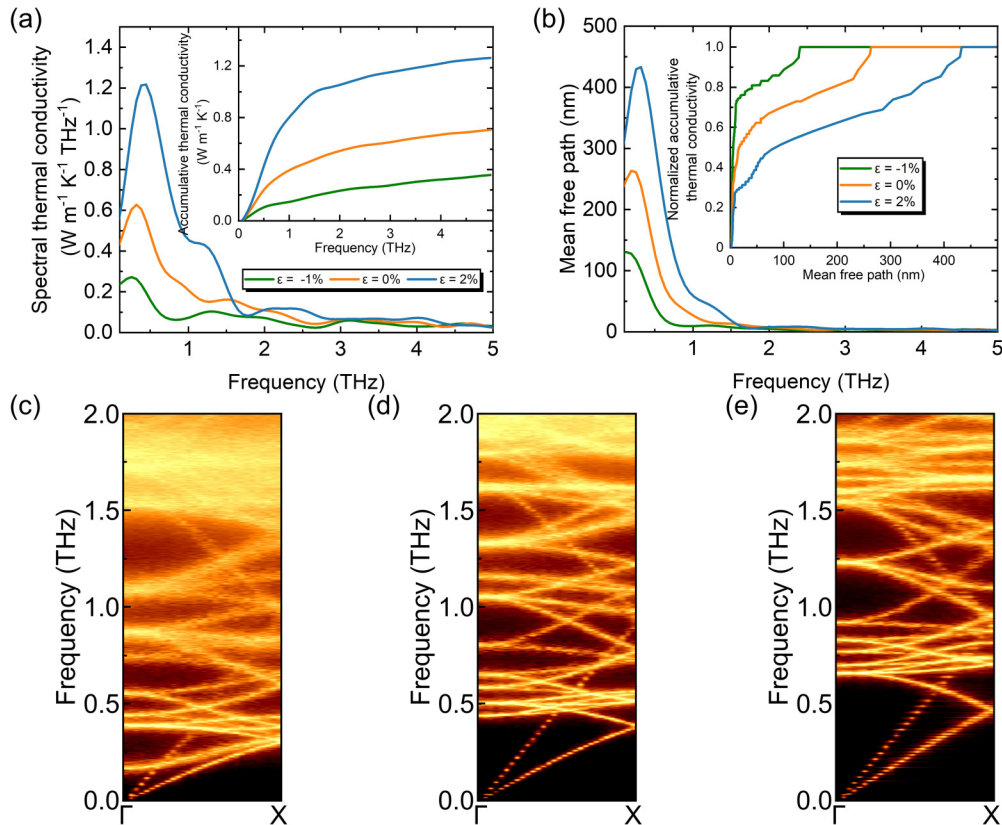 (a)
Spectral thermal conductivity
(W m⁻¹ K⁻¹ THz⁻¹)
1.4
1.2
1.0
0.8
0.6
0.4
0.2
0.0
1 2 3 4 5
Frequency (THz)
Accumulative thermal conductivity
(W m⁻¹ K⁻¹)
1.2
0.8
0.4
0.0
0 1 2 3 4 5
Frequency (THz)
ε = -1% ε = 0% ε = 2%
(b)
Mean free path (nm)
500
400
300
200
100
0
1 2 3 4 5
Frequency (THz)
Normalized accumulative
thermal conductivity
1.0
0.8
0.6
0.4
0.2
0
0 100 200 300 400
Mean free path (nm)
ε = -1%
ε = 0%
ε = 2%
(c)
Frequency (THz)
2.0
1.5
1.0
0.5
0.0
Γ X
(d)
Frequency (THz)
2.0
1.5
1.0
0.5
0.0
Γ X
(e)
Frequency (THz)
2.0
1.5
1.0
0.5
0.0
Γ X